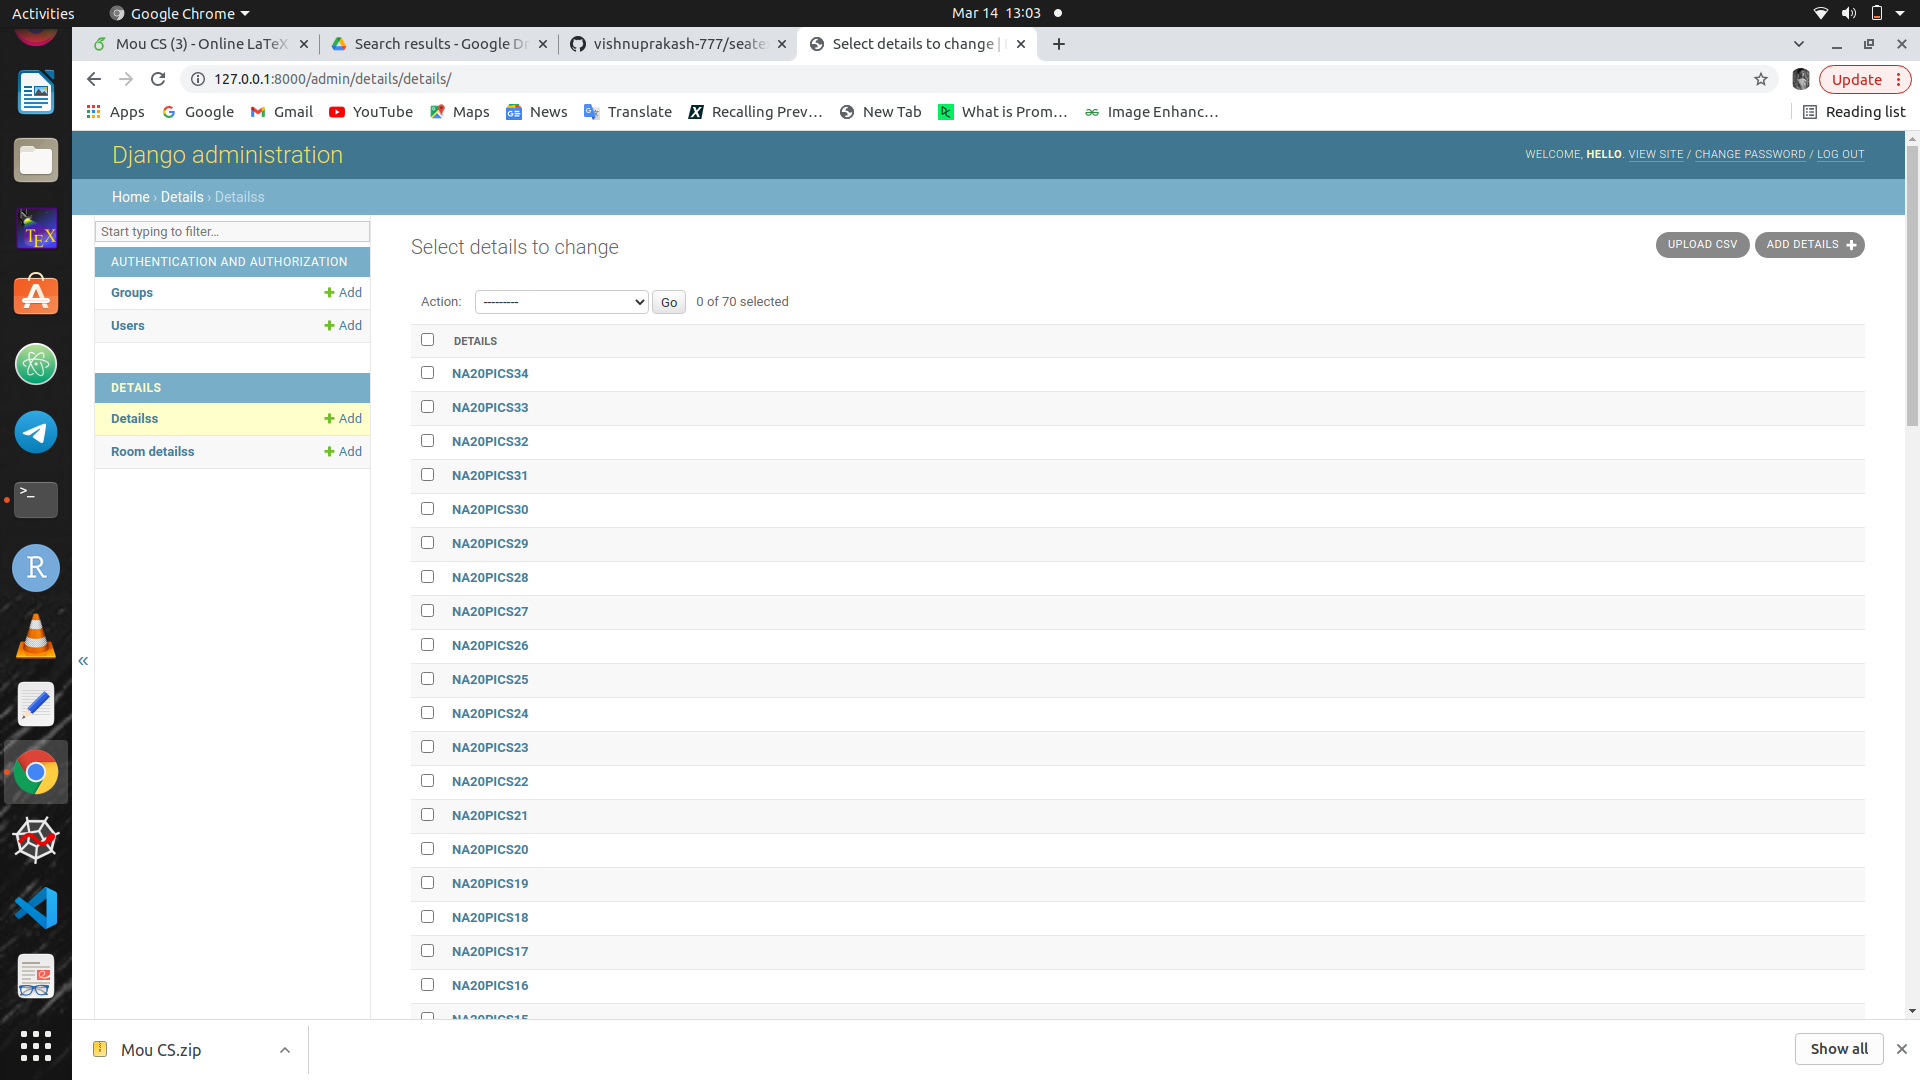 Activities
Google Chrome
Mar 14 13:03
Mou CS (3) - Online LaTeX
Search results - Google Dr
vishnuprakash-777/seate
Select details to change |
127.0.0.1:8000/admin/details/details/
Update
Apps
Google
Gmail
YouTube
Maps
News
Translate
Recalling Prev…
New Tab
What is Prom…
Image Enhanc…
Reading list
Django administration
WELCOME, HELLO. VIEW SITE / CHANGE PASSWORD / LOG OUT
Home › Details › Detailss
Start typing to filter…
AUTHENTICATION AND AUTHORIZATION
Groups + Add
Users + Add
DETAILS
Detailss + Add
Room detailss + Add
«
Select details to change
UPLOAD CSV
ADD DETAILS +
Action: --------- Go 0 of 70 selected
DETAILS
NA20PICS34
NA20PICS33
NA20PICS32
NA20PICS31
NA20PICS30
NA20PICS29
NA20PICS28
NA20PICS27
NA20PICS26
NA20PICS25
NA20PICS24
NA20PICS23
NA20PICS22
NA20PICS21
NA20PICS20
NA20PICS19
NA20PICS18
NA20PICS17
NA20PICS16
NA20PICS15
Mou CS.zip
Show all